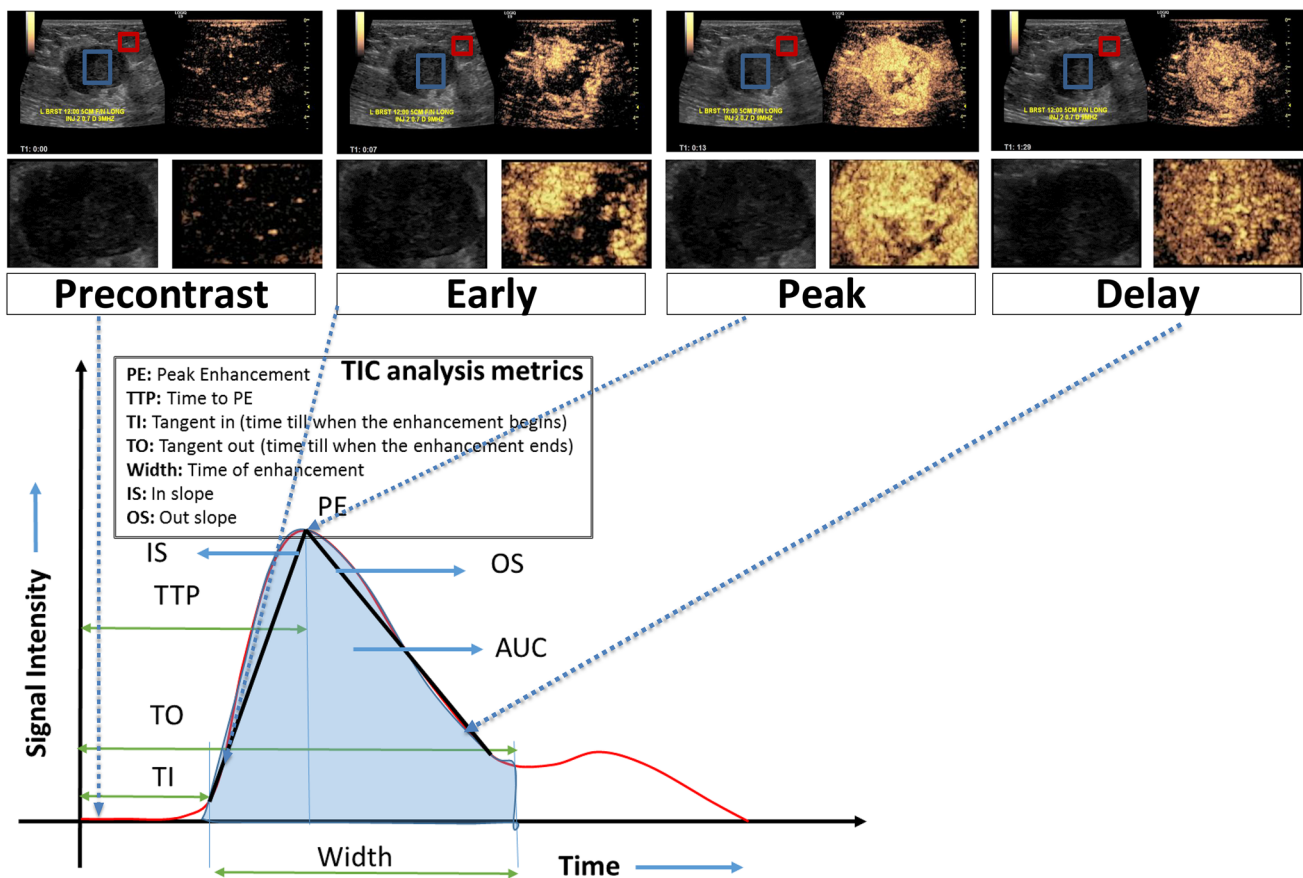 L BRST 12:00 5CM F/N LONG
INJ 2 0.7 D 9MHZ
T1: 0:00
L BRST 12:00 5CM F/N LONG
INJ 2 0.7 D 9MHZ
T1: 0:07
L BRST 12:00 5CM F/N LONG
INJ 2 0.7 D 9MHZ
T1: 0:13
L BRST 12:00 5CM F/N LONG
INJ 2 0.7 D 9MHZ
T1: 1:29
Precontrast
Early
Peak
Delay
TIC analysis metrics
PE: Peak Enhancement
TTP: Time to PE
TI: Tangent in (time till when the enhancement begins)
TO: Tangent out (time till when the enhancement ends)
Width: Time of enhancement
IS: In slope
OS: Out slope
PE
IS
OS
TTP
AUC
TO
TI
Signal Intensity
Width
Time